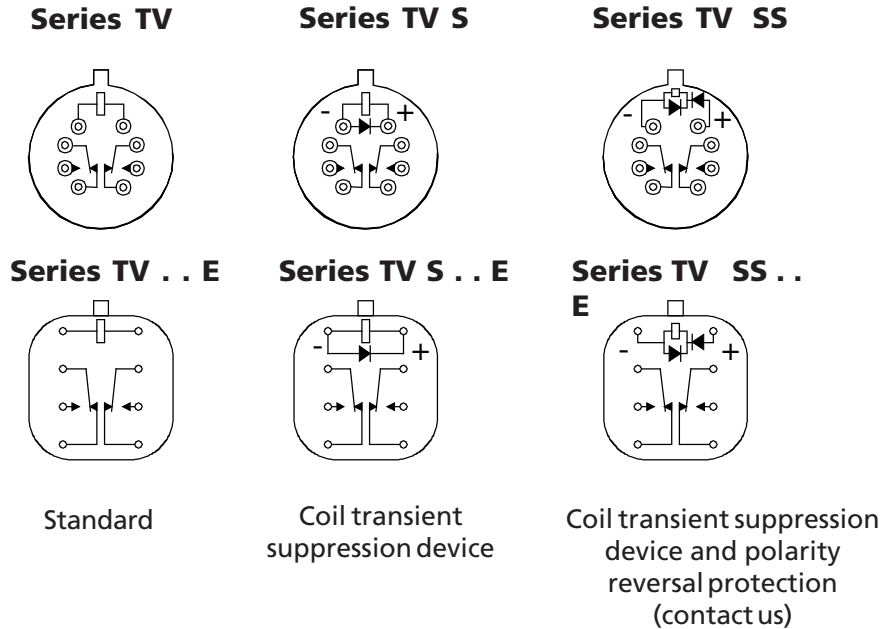 Series TV
Series TV S
Series TV SS
- +
- +
Series TV . . E
Series TV S . . E
Series TV SS . .
E
- +
- +
Standard
Coil transient
suppression device
Coil transient suppression
device and polarity
reversal protection
(contact us)